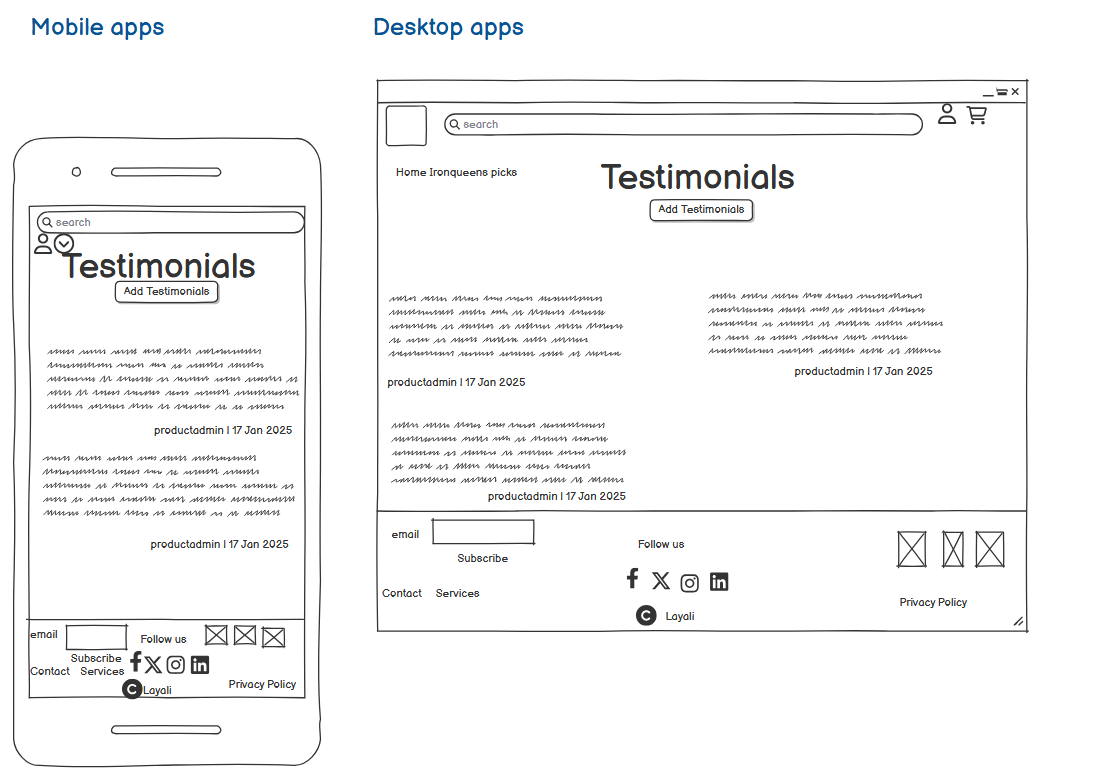 Mobile apps
search
Testimonials
Add Testimonials
productadmin | 17 Jan 2025
productadmin | 17 Jan 2025
email
Subscribe
Contact Services
Follow us
C Layali
Privacy Policy
Desktop apps
search
Home Ironqueens picks
Testimonials
Add Testimonials
productadmin | 17 Jan 2025
productadmin | 17 Jan 2025
productadmin | 17 Jan 2025
email
Subscribe
Contact Services
Follow us
C Layali
Privacy Policy